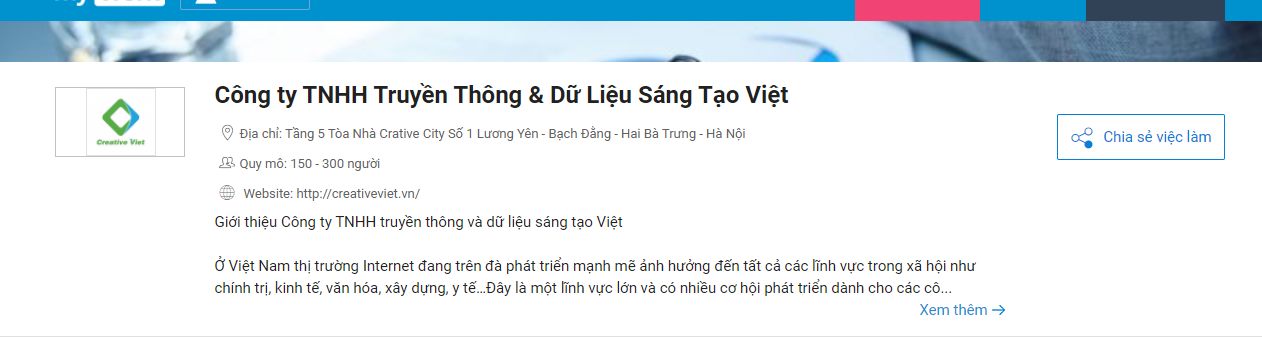 Công ty TNHH Truyền Thông & Dữ Liệu Sáng Tạo Việt
Creative Viet
Địa chỉ: Tầng 5 Tòa Nhà Crative City Số 1 Lương Yên - Bạch Đằng - Hai Bà Trưng - Hà Nội
Chia sẻ việc làm
Quy mô: 150 - 300 người
Website: http://creativeviet.vn/
Giới thiệu Công ty TNHH truyền thông và dữ liệu sáng tạo Việt
Ở Việt Nam thị trường Internet đang trên đà phát triển mạnh mẽ ảnh hưởng đến tất cả các lĩnh vực trong xã hội như
chính trị, kinh tế, văn hóa, xây dựng, y tế...Đây là một lĩnh vực lớn và có nhiều cơ hội phát triển dành cho các cô...
Xem thêm →